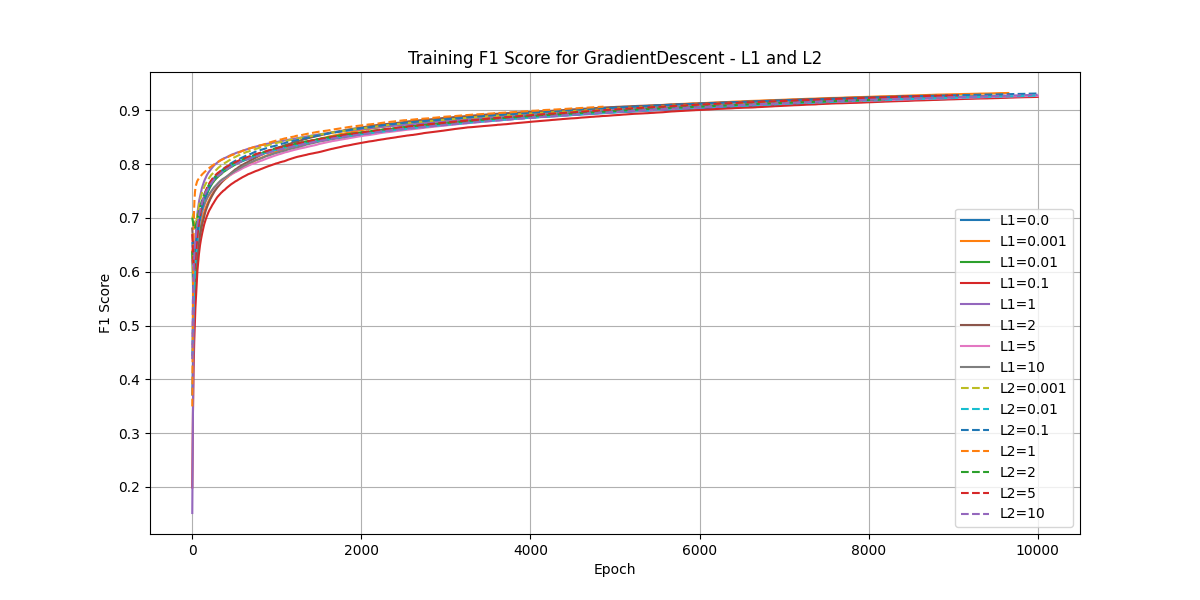 Training F1 Score for GradientDescent - L1 and L2
F1 Score
0.9
0.8
0.7
0.6
0.5
0.4
0.3
0.2
L1=0.0
L1=0.001
L1=0.01
L1=0.1
L1=1
L1=2
L1=5
L1=10
L2=0.001
L2=0.01
L2=0.1
L2=1
L2=2
L2=5
L2=10
0 2000 4000 6000 8000 10000
Epoch